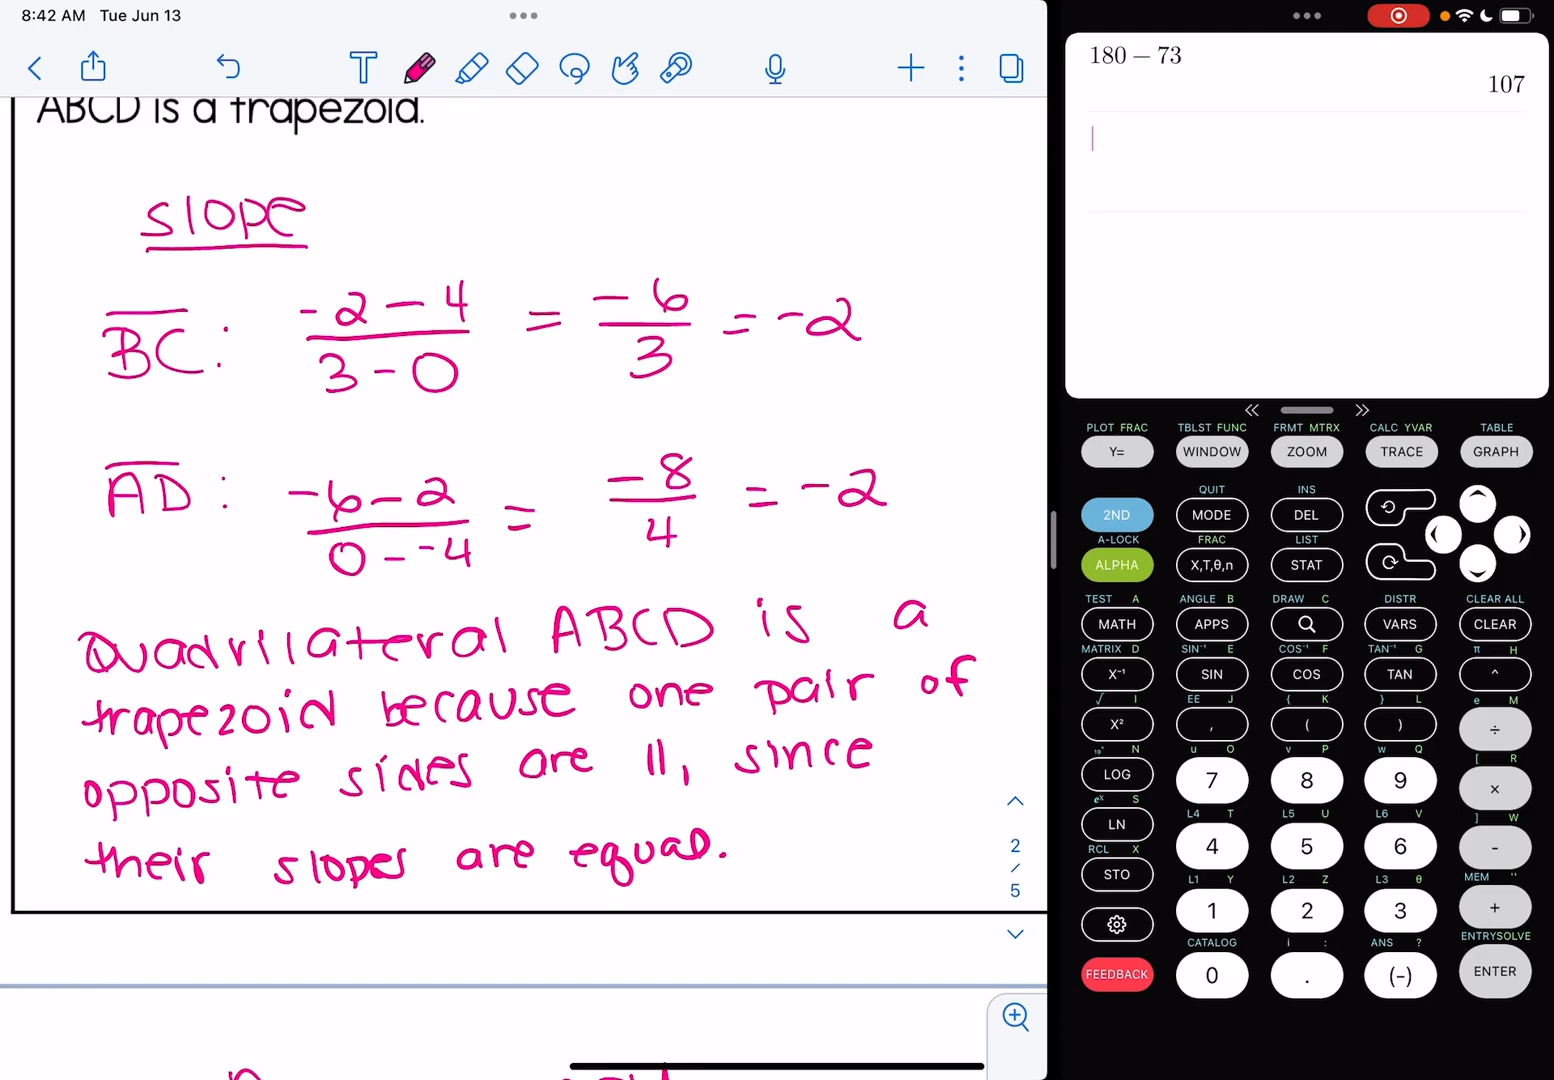 8:42 AM Tue Jun 13
ABCD is a trapezoid.
slope
BC: (-2 - 4)/(3 - 0) = -6/3 = -2
AD: (-6 - 2)/(0 - -4) = -8/4 = -2
Quadrilateral ABCD is a
trapezoid because one pair of
opposite sides are ||, since
their slopes are equal.
2
/
5
180 – 73
107
PLOT FRAC TBLST FUNC FRMT MTRX CALC YVAR TABLE
Y= WINDOW ZOOM TRACE GRAPH
QUIT INS
2ND MODE DEL
A-LOCK FRAC LIST
ALPHA X,T,θ,n STAT
TEST A ANGLE B DRAW C DISTR CLEAR ALL
MATH APPS VARS CLEAR
MATRIX D SIN⁻¹ E COS⁻¹ F TAN⁻¹ G π H
X⁻¹ SIN COS TAN ^
√ I EE J { K } L e M
X² , ( ) ÷
10ˣ N u O v P w Q [ R
LOG 7 8 9 ×
eˣ S L4 T L5 U L6 V ] W
LN 4 5 6 -
RCL X L1 Y L2 Z L3 θ MEM "
STO 1 2 3 +
CATALOG i : ANS ? ENTRY SOLVE
FEEDBACK 0 . (-) ENTER